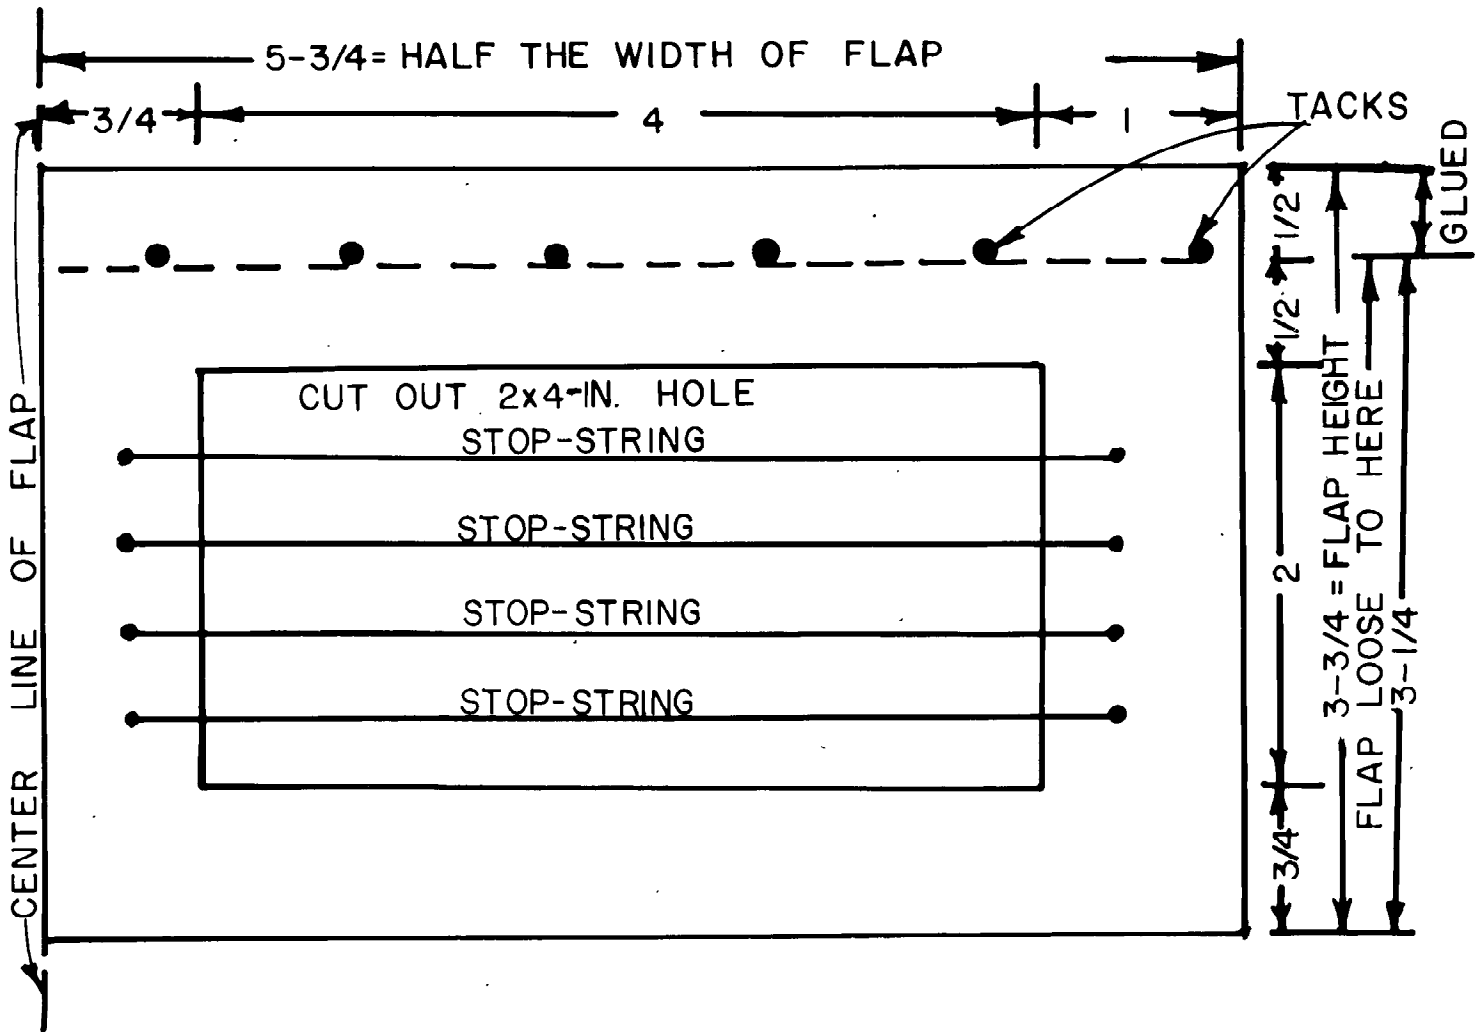 5-3/4 = HALF THE WIDTH OF FLAP
3/4
4
1
TACKS
GLUED
1/2
1/2
CUT OUT 2x4-IN. HOLE
STOP-STRING
STOP-STRING
STOP-STRING
STOP-STRING
2
3/4
3-3/4 = FLAP HEIGHT
FLAP LOOSE TO HERE
3-1/4
CENTER LINE OF FLAP